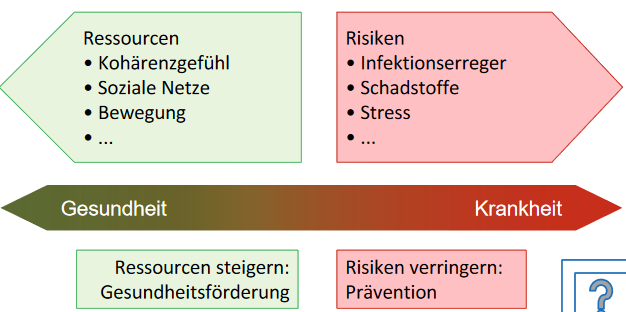 Ressourcen
• Kohärenzgefühl
• Soziale Netze
• Bewegung
• ...
Risiken
• Infektionserreger
• Schadstoffe
• Stress
• ...
Gesundheit
Krankheit
Ressourcen steigern:
Gesundheitsförderung
Risiken verringern:
Prävention
?